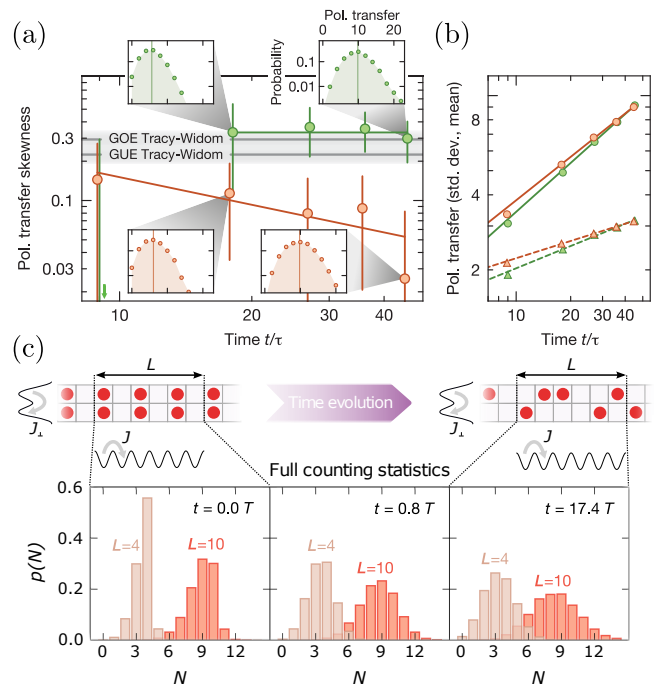 (a)
(b)
Pol. transfer
0 10 20
Probability
0.1
0.01
Pol. transfer skewness
0.3
0.1
0.03
GOE Tracy-Widom
GUE Tracy-Widom
10 20 30 40
Time t/τ
Pol. transfer (std. dev., mean)
8
4
2
10 20 30 40
Time t/τ
(c)
L
L
J⊥
Time evolution
J⊥
J
J
Full counting statistics
p(N)
0.6
0.4
0.2
0.0
t = 0.0 T
L=4
L=10
t = 0.8 T
L=4
L=10
t = 17.4 T
L=4
L=10
0 3 6 9 12
0 3 6 9 12
0 3 6 9 12
N
N
N